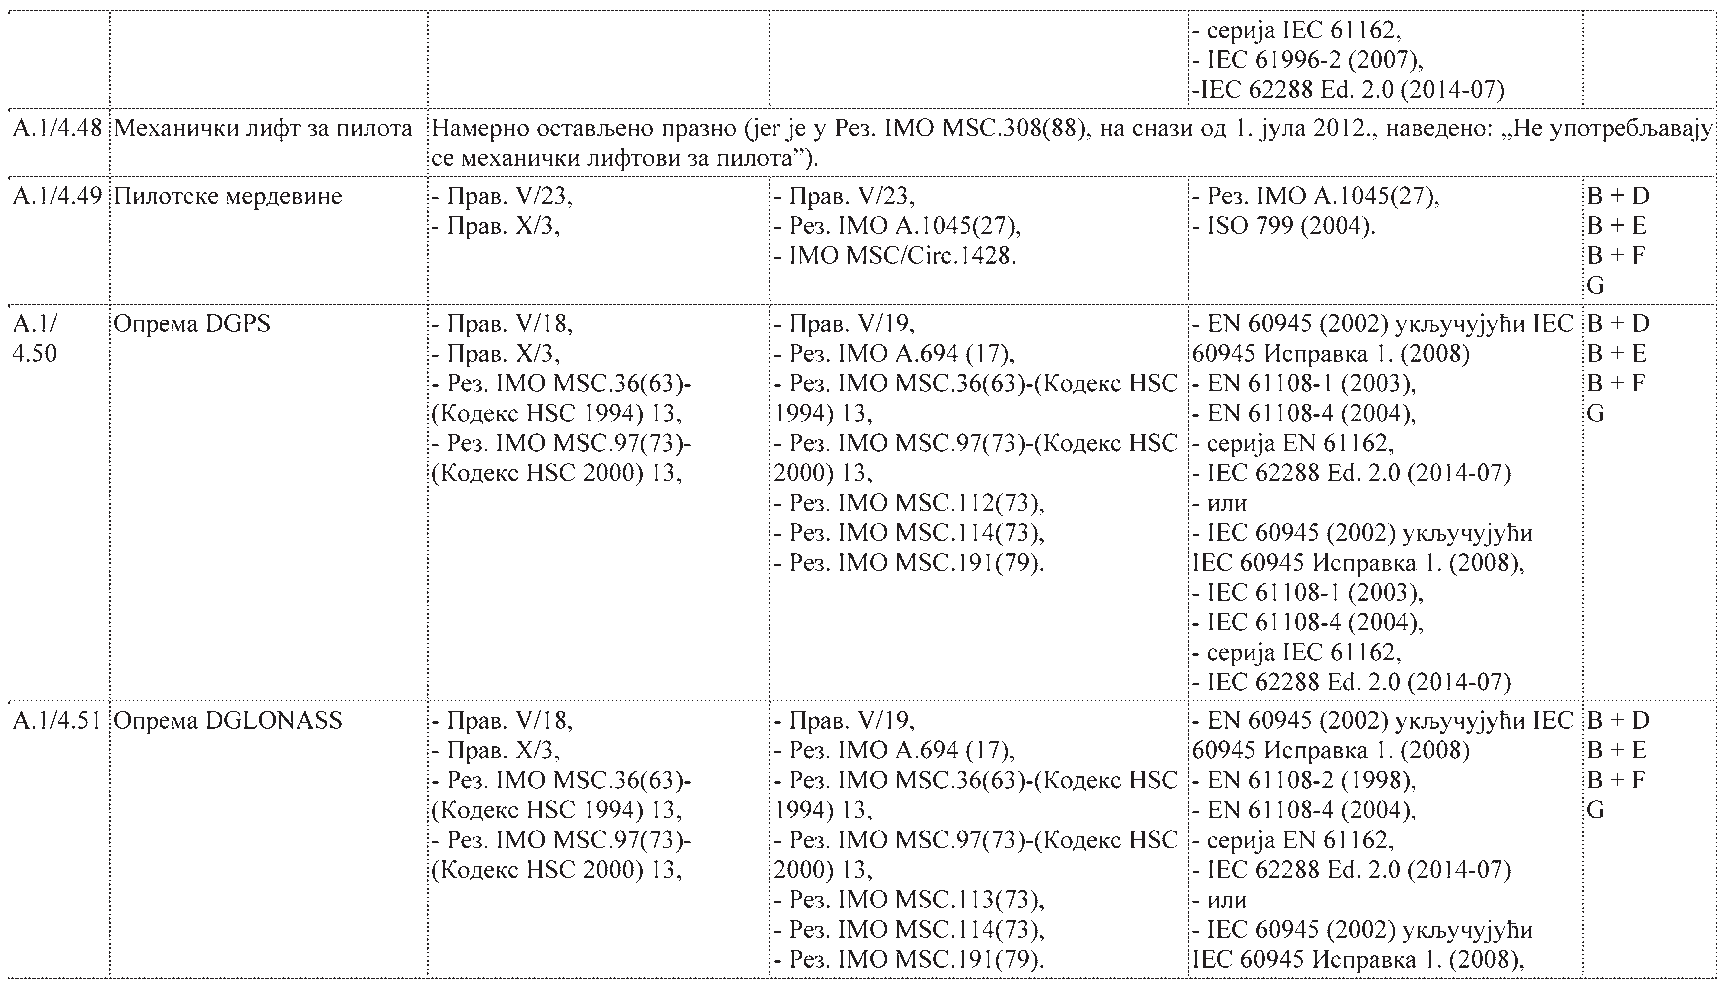 - серија IEC 61162,
- IEC 61996-2 (2007),
-IEC 62288 Ed. 2.0 (2014-07)
A.1/4.48 Механички лифт за пилота Намерно остављено празно (jer je у Рез. IMO MSC.308(88), на снази од 1. јула 2012., наведено: „Не употребљавају
се механички лифтови за пилота”).
A.1/4.49 Пилотске мердевине - Прав. V/23, - Прав. V/23, - Рез. IMO A.1045(27), B + D
- Прав. X/3, - Рез. IMO A.1045(27), - ISO 799 (2004). B + E
- IMO MSC/Circ.1428. B + F
G
A.1/ Опрема DGPS - Прав. V/18, - Прав. V/19, - EN 60945 (2002) укључујући IEC B + D
4.50 - Прав. X/3, - Рез. IMO A.694 (17), 60945 Исправка 1. (2008) B + E
- Рез. IMO MSC.36(63)- - Рез. IMO MSC.36(63)-(Кодекс HSC - EN 61108-1 (2003), B + F
(Кодекс HSC 1994) 13, 1994) 13, - EN 61108-4 (2004), G
- Рез. IMO MSC.97(73)- - Рез. IMO MSC.97(73)-(Кодекс HSC - серија EN 61162,
(Кодекс HSC 2000) 13, 2000) 13, - IEC 62288 Ed. 2.0 (2014-07)
- Рез. IMO MSC.112(73), - или
- Рез. IMO MSC.114(73), - IEC 60945 (2002) укључујући
- Рез. IMO MSC.191(79). IEC 60945 Исправка 1. (2008),
- IEC 61108-1 (2003),
- IEC 61108-4 (2004),
- серија IEC 61162,
- IEC 62288 Ed. 2.0 (2014-07)
A.1/4.51 Опрема DGLONASS - Прав. V/18, - Прав. V/19, - EN 60945 (2002) укључујући IEC B + D
- Прав. X/3, - Рез. IMO A.694 (17), 60945 Исправка 1. (2008) B + E
- Рез. IMO MSC.36(63)- - Рез. IMO MSC.36(63)-(Кодекс HSC - EN 61108-2 (1998), B + F
(Кодекс HSC 1994) 13, 1994) 13, - EN 61108-4 (2004), G
- Рез. IMO MSC.97(73)- - Рез. IMO MSC.97(73)-(Кодекс HSC - серија EN 61162,
(Кодекс HSC 2000) 13, 2000) 13, - IEC 62288 Ed. 2.0 (2014-07)
- Рез. IMO MSC.113(73), - или
- Рез. IMO MSC.114(73), - IEC 60945 (2002) укључујући
- Рез. IMO MSC.191(79). IEC 60945 Исправка 1. (2008),